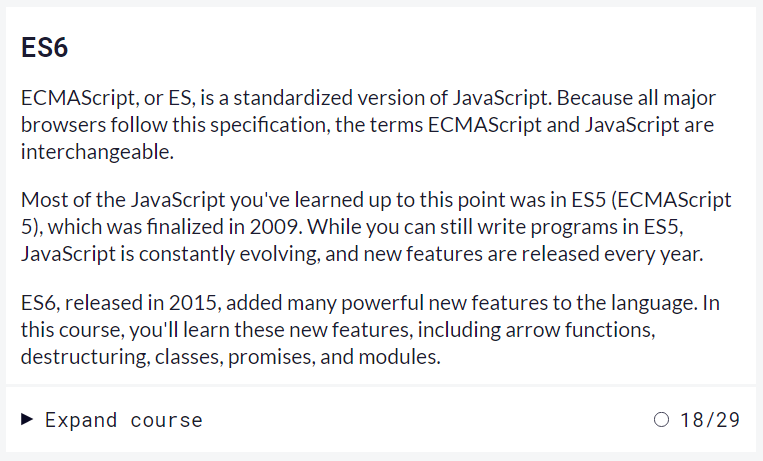 ES6
ECMAScript, or ES, is a standardized version of JavaScript. Because all major
browsers follow this specification, the terms ECMAScript and JavaScript are
interchangeable.
Most of the JavaScript you've learned up to this point was in ES5 (ECMAScript
5), which was finalized in 2009. While you can still write programs in ES5,
JavaScript is constantly evolving, and new features are released every year.
ES6, released in 2015, added many powerful new features to the language. In
this course, you'll learn these new features, including arrow functions,
destructuring, classes, promises, and modules.
Expand course 18/29